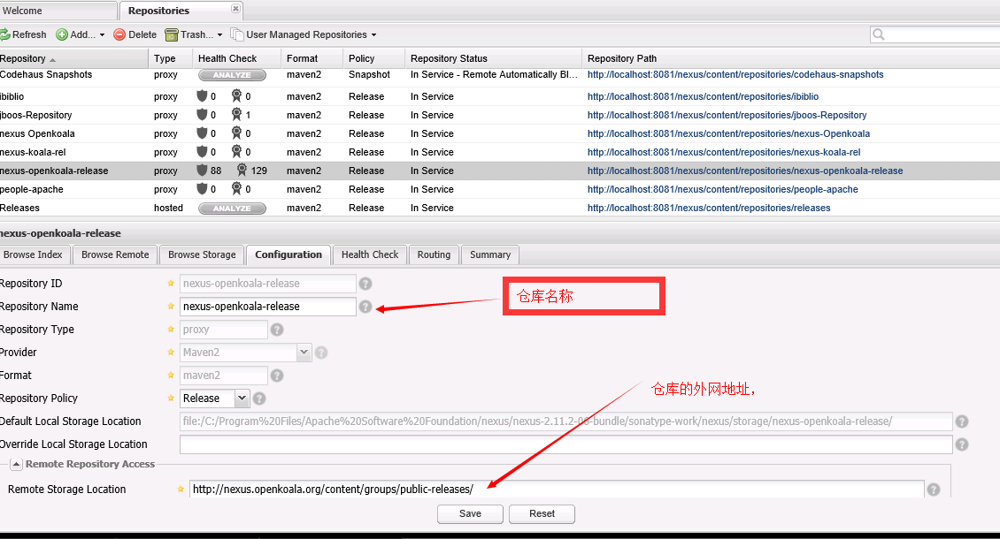 Welcome
Repositories
Refresh Add... Delete Trash... User Managed Repositories
Repository Type Health Check Format Policy Repository Status Repository Path
Codehaus Snapshots proxy ANALYZE maven2 Snapshot In Service - Remote Automatically Bl... http://localhost:8081/nexus/content/repositories/codehaus-snapshots
ibiblio proxy 0 0 maven2 Release In Service http://localhost:8081/nexus/content/repositories/ibiblio
jboos-Repository proxy 0 1 maven2 Release In Service http://localhost:8081/nexus/content/repositories/jboos-Repository
nexus Openkoala proxy 0 0 maven2 Release In Service http://localhost:8081/nexus/content/repositories/nexus-Openkoala
nexus-koala-rel proxy 0 0 maven2 Release In Service http://localhost:8081/nexus/content/repositories/nexus-koala-rel
nexus-openkoala-release proxy 88 129 maven2 Release In Service http://localhost:8081/nexus/content/repositories/nexus-openkoala-release
people-apache proxy 0 0 maven2 Release In Service http://localhost:8081/nexus/content/repositories/people-apache
Releases hosted ANALYZE maven2 Release In Service http://localhost:8081/nexus/content/repositories/releases
nexus-openkoala-release
Browse Index Browse Remote Browse Storage Configuration Health Check Routing Summary
Repository ID nexus-openkoala-release
仓库名称
Repository Name nexus-openkoala-release
Repository Type proxy
Provider Maven2
Format maven2
仓库的外网地址,
Repository Policy Release
Default Local Storage Location file:/C:/Program%20Files/Apache%20Software%20Foundation/nexus/nexus-2.11.2-06-bundle/sonatype-work/nexus/storage/nexus-openkoala-release/
Override Local Storage Location
Remote Repository Access
Remote Storage Location http://nexus.openkoala.org/content/groups/public-releases/
Save Reset